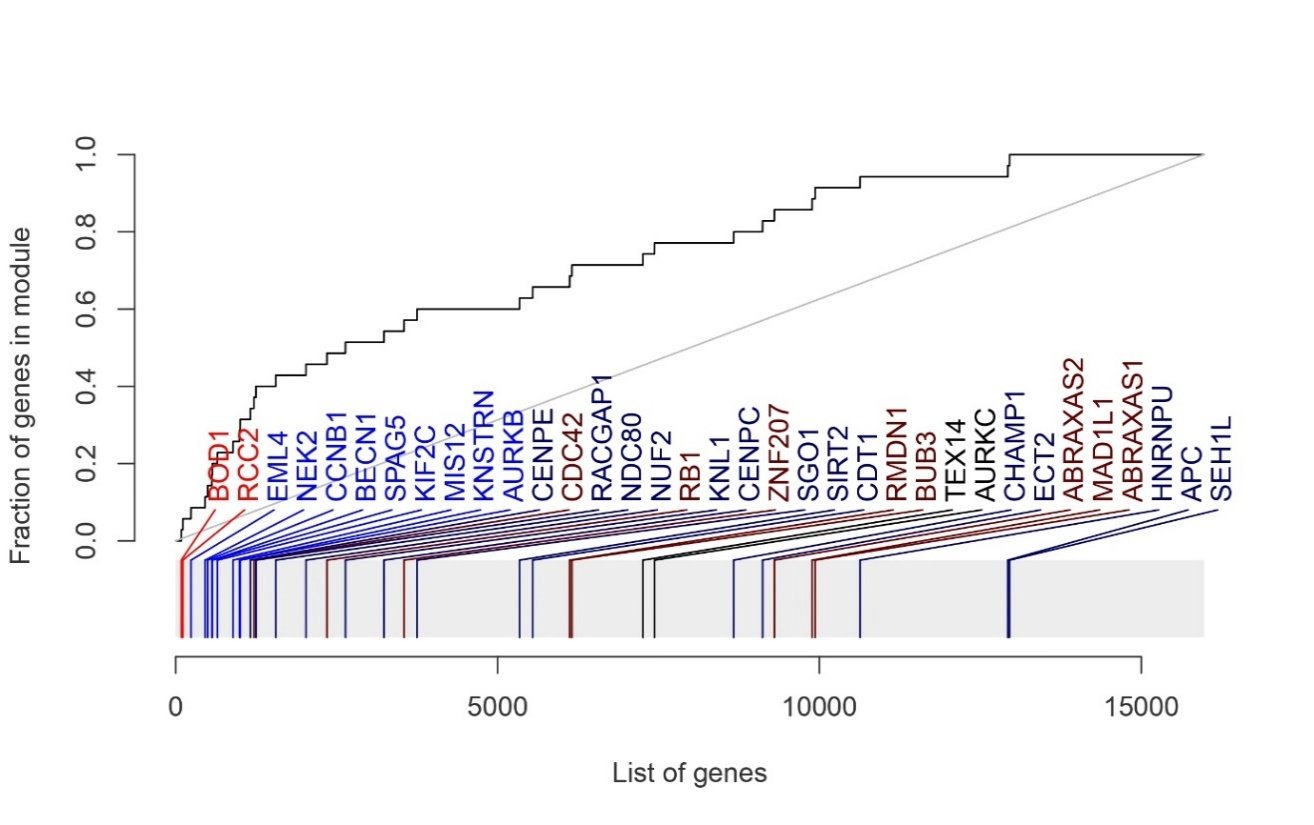 Fraction of genes in module
1.0
0.8
0.6
0.4
0.2
0.0
BOD1
RCC2
EML4
NEK2
CCNB1
BECN1
SPAG5
KIF2C
MIS12
KNSTRN
AURKB
CENPE
CDC42
RACGAP1
NDC80
NUF2
RB1
KNL1
CENPC
ZNF207
SGO1
SIRT2
CDT1
RMDN1
BUB3
TEX14
AURKC
CHAMP1
ECT2
ABRAXAS2
MAD1L1
ABRAXAS1
HNRNPU
APC
SEH1L
0 5000 10000 15000
List of genes